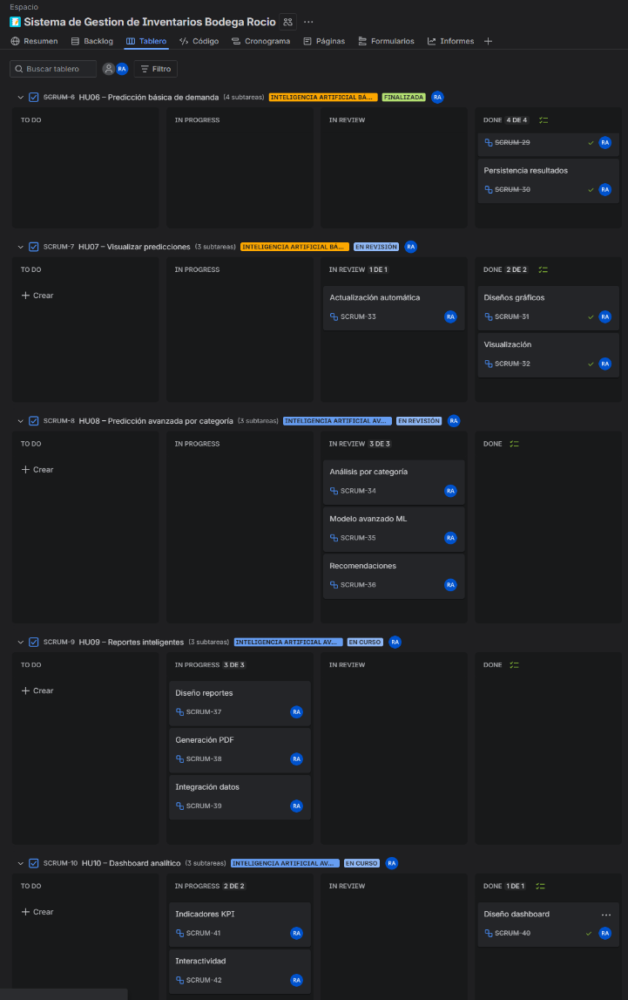 Espacio
Sistema de Gestion de Inventarios Bodega Rocio
Resumen Backlog Tablero Código Cronograma Páginas Formularios Informes
Buscar tablero RA Filtro
SCRUM-6 HU06 – Predicción básica de demanda (4 subtareas) INTELIGENCIA ARTIFICIAL BÁ... FINALIZADA RA
TO DO IN PROGRESS IN REVIEW DONE 4 DE 4
SCRUM-29 RA
Persistencia resultados
SCRUM-30 RA
SCRUM-7 HU07 – Visualizar predicciones (3 subtareas) INTELIGENCIA ARTIFICIAL BÁ... EN REVISIÓN RA
TO DO IN PROGRESS IN REVIEW 1 DE 1 DONE 2 DE 2
Crear Actualización automática Diseños gráficos
SCRUM-33 RA SCRUM-31 RA
Visualización
SCRUM-32 RA
SCRUM-8 HU08 – Predicción avanzada por categoría (3 subtareas) INTELIGENCIA ARTIFICIAL AV... EN REVISIÓN RA
TO DO IN PROGRESS IN REVIEW 3 DE 3 DONE
Crear Análisis por categoría
SCRUM-34 RA
Modelo avanzado ML
SCRUM-35 RA
Recomendaciones
SCRUM-36 RA
SCRUM-9 HU09 – Reportes inteligentes (3 subtareas) INTELIGENCIA ARTIFICIAL AV... EN CURSO RA
TO DO IN PROGRESS 3 DE 3 IN REVIEW DONE
Crear Diseño reportes
SCRUM-37 RA
Generación PDF
SCRUM-38 RA
Integración datos
SCRUM-39 RA
SCRUM-10 HU10 – Dashboard analítico (3 subtareas) INTELIGENCIA ARTIFICIAL AV... EN CURSO RA
TO DO IN PROGRESS 2 DE 2 IN REVIEW DONE 1 DE 1
Crear Indicadores KPI Diseño dashboard
SCRUM-41 RA SCRUM-40 RA
Interactividad
SCRUM-42 RA